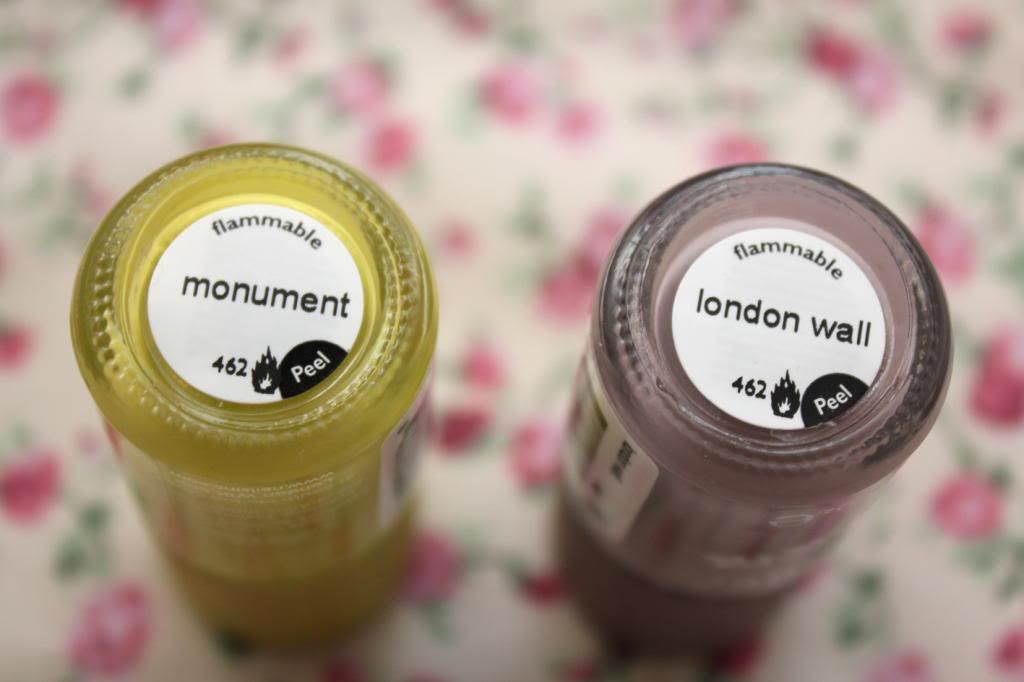 flammable
monument
462
Peel
flammable
london wall
462
Peel